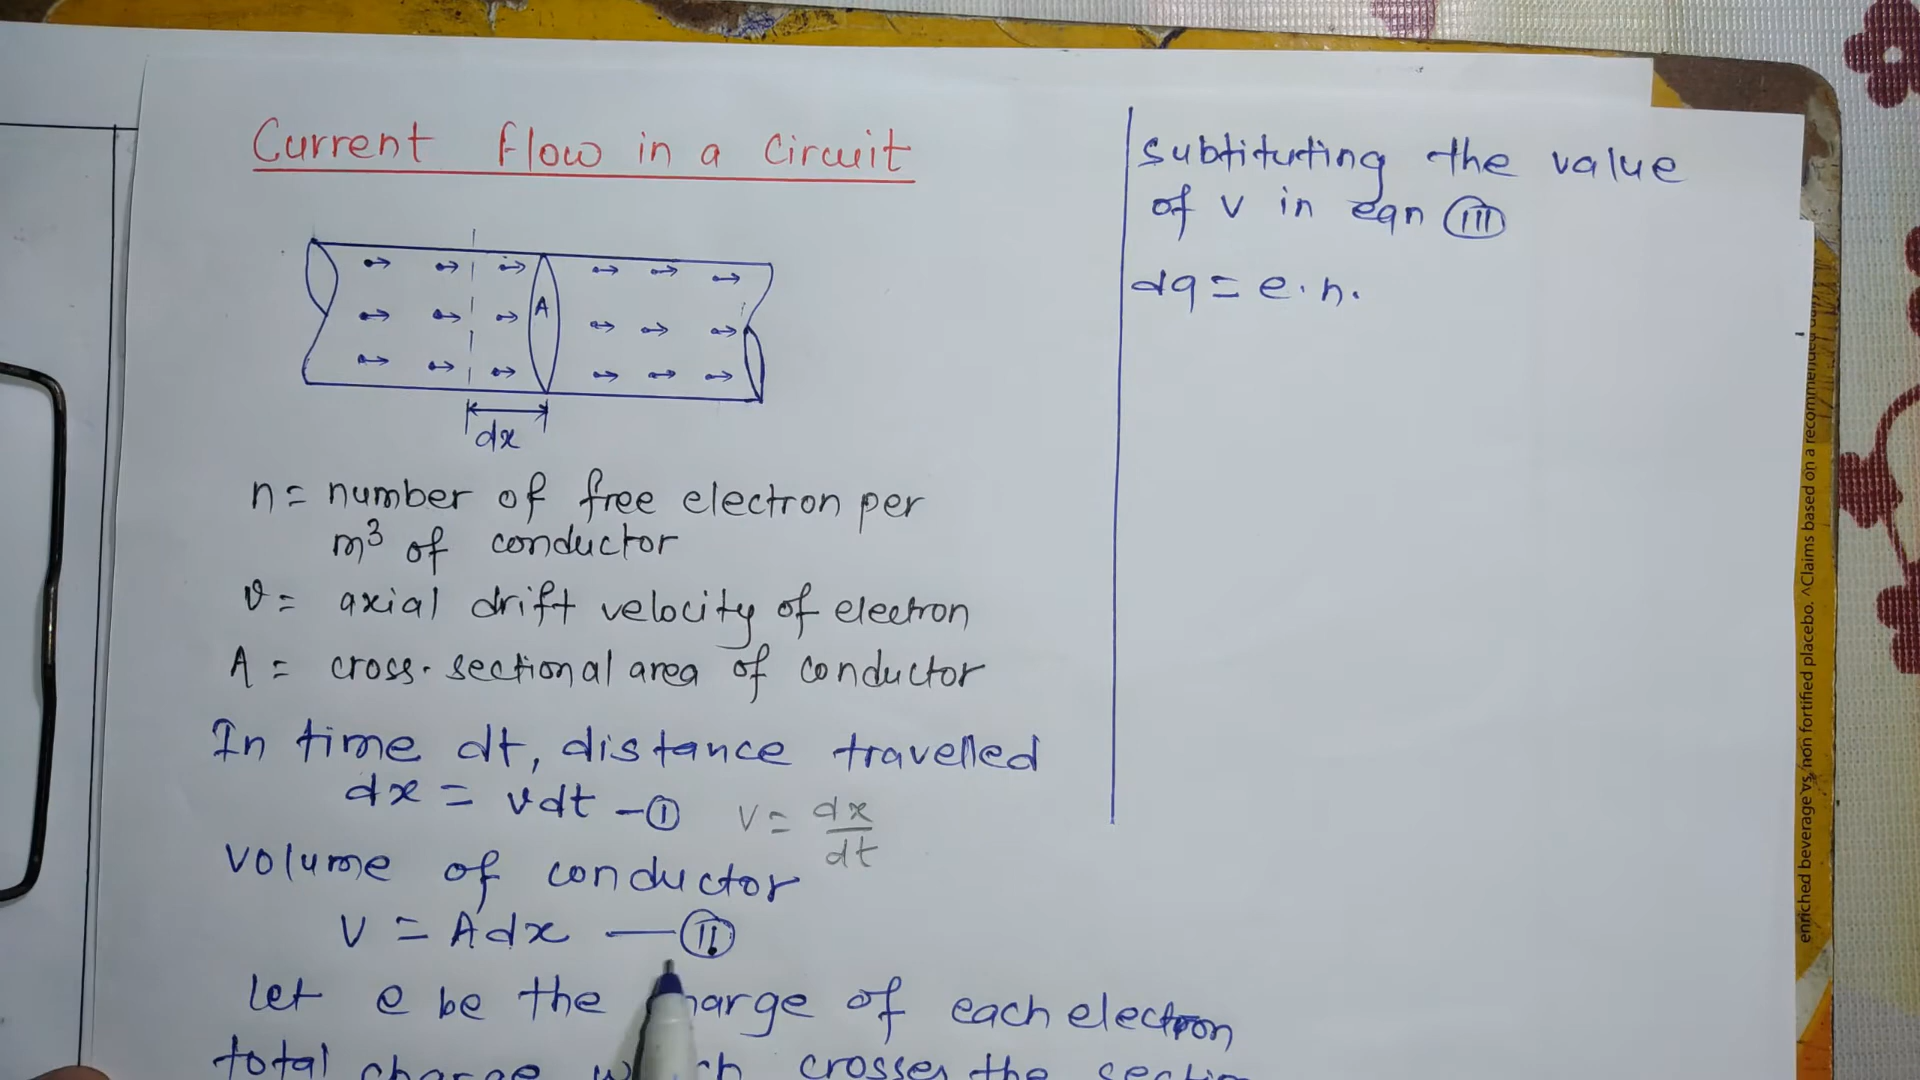 Current flow in a Circuit
A
dx
n = number of free electron per
m³ of conductor
v = axial drift velocity of electron
A = cross-sectional area of conductor
In time dt, distance travelled
dx = vdt — ①
v = dx/dt
volume of conductor
V = Adx — Ⅱ
let e be the charge of each electron
total charge which crosses the section
subtituting the value
of v in eqn Ⅲ
dq = e.n.
enriched beverage vs. non fortified placebo. ^Claims based on a recommended